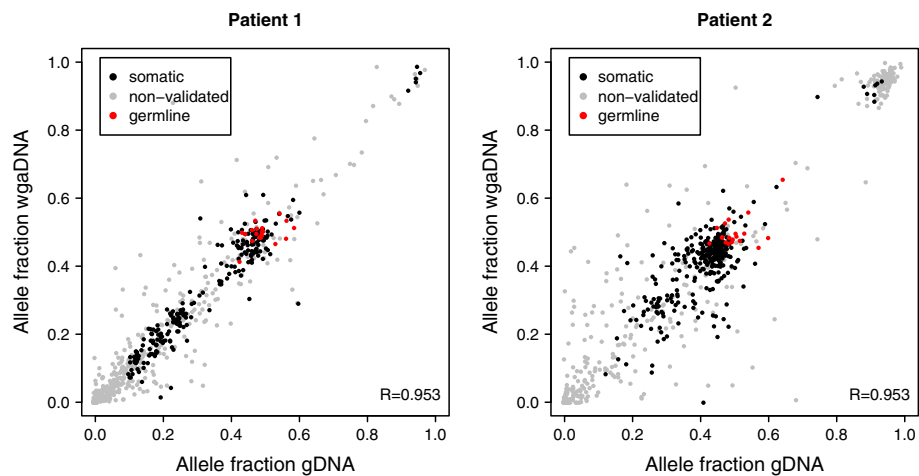 Patient 1
Allele fraction wgaDNA
1.0
0.8
0.6
0.4
0.2
0.0
somatic
non−validated
germline
R=0.953
0.0 0.2 0.4 0.6 0.8 1.0
Allele fraction gDNA
Patient 2
Allele fraction wgaDNA
1.0
0.8
0.6
0.4
0.2
0.0
somatic
non−validated
germline
R=0.953
0.0 0.2 0.4 0.6 0.8 1.0
Allele fraction gDNA